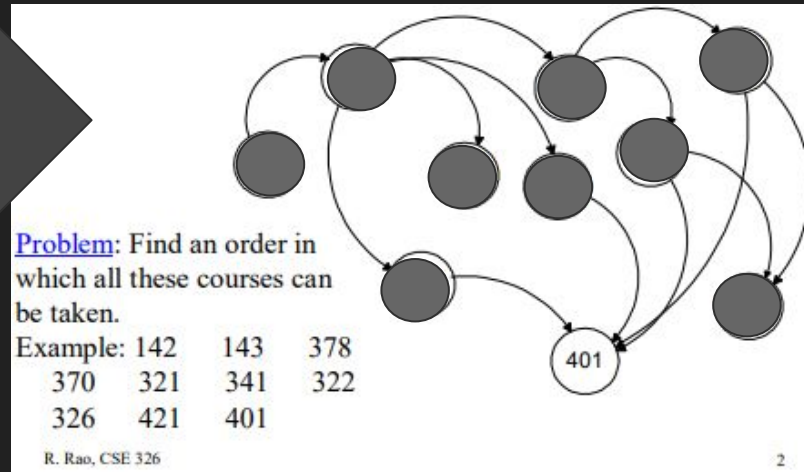 Problem: Find an order in
which all these courses can
be taken.
Example: 142 143 378
370 321 341 322
326 421 401
401
R. Rao, CSE 326
2